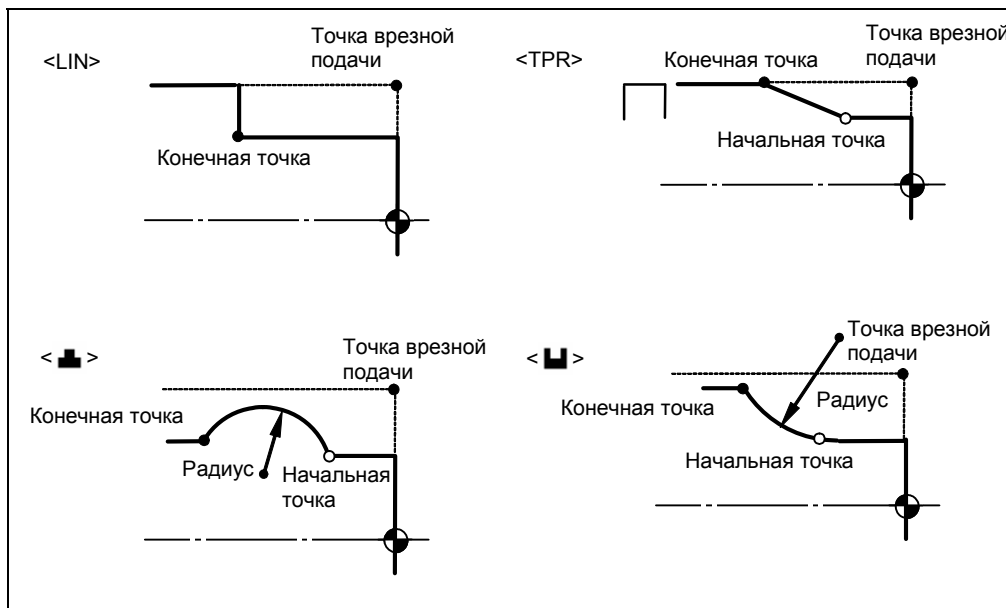 <LIN>
Точка врезной
подачи
Конечная точка
<TPR>
Конечная точка
Точка врезной
подачи
Начальная точка
< >
Точка врезной
подачи
Конечная точка
Радиус
Начальная
точка
< >
Точка врезной
подачи
Радиус
Конечная точка
Начальная точка